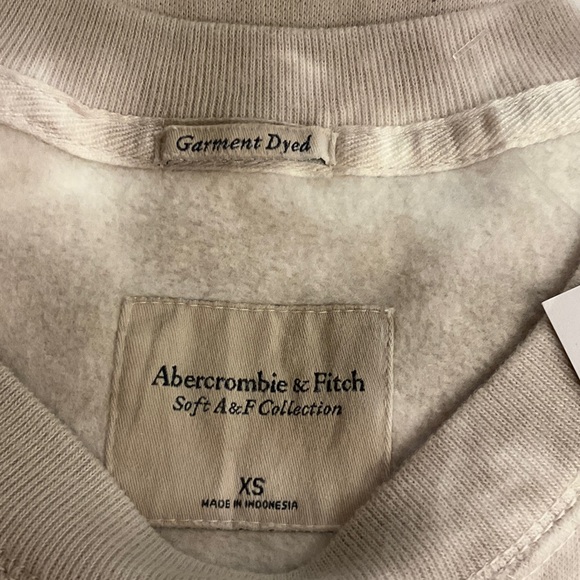 Garment Dyed
Abercrombie & Fitch
Soft A&F Collection
XS
MADE IN INDONESIA